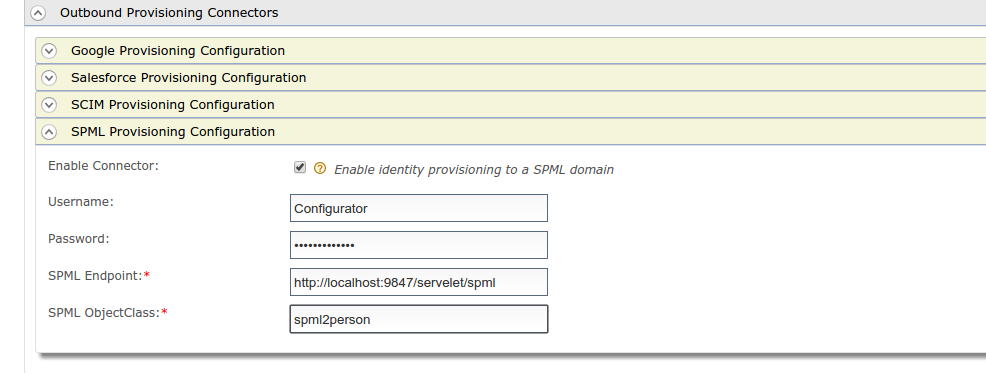 Outbound Provisioning Connectors
Google Provisioning Configuration
Salesforce Provisioning Configuration
SCIM Provisioning Configuration
SPML Provisioning Configuration
Enable Connector: ? Enable identity provisioning to a SPML domain
Username: Configurator
Password: •••••••••••••
SPML Endpoint:* http://localhost:9847/servelet/spml
SPML ObjectClass:* spml2person